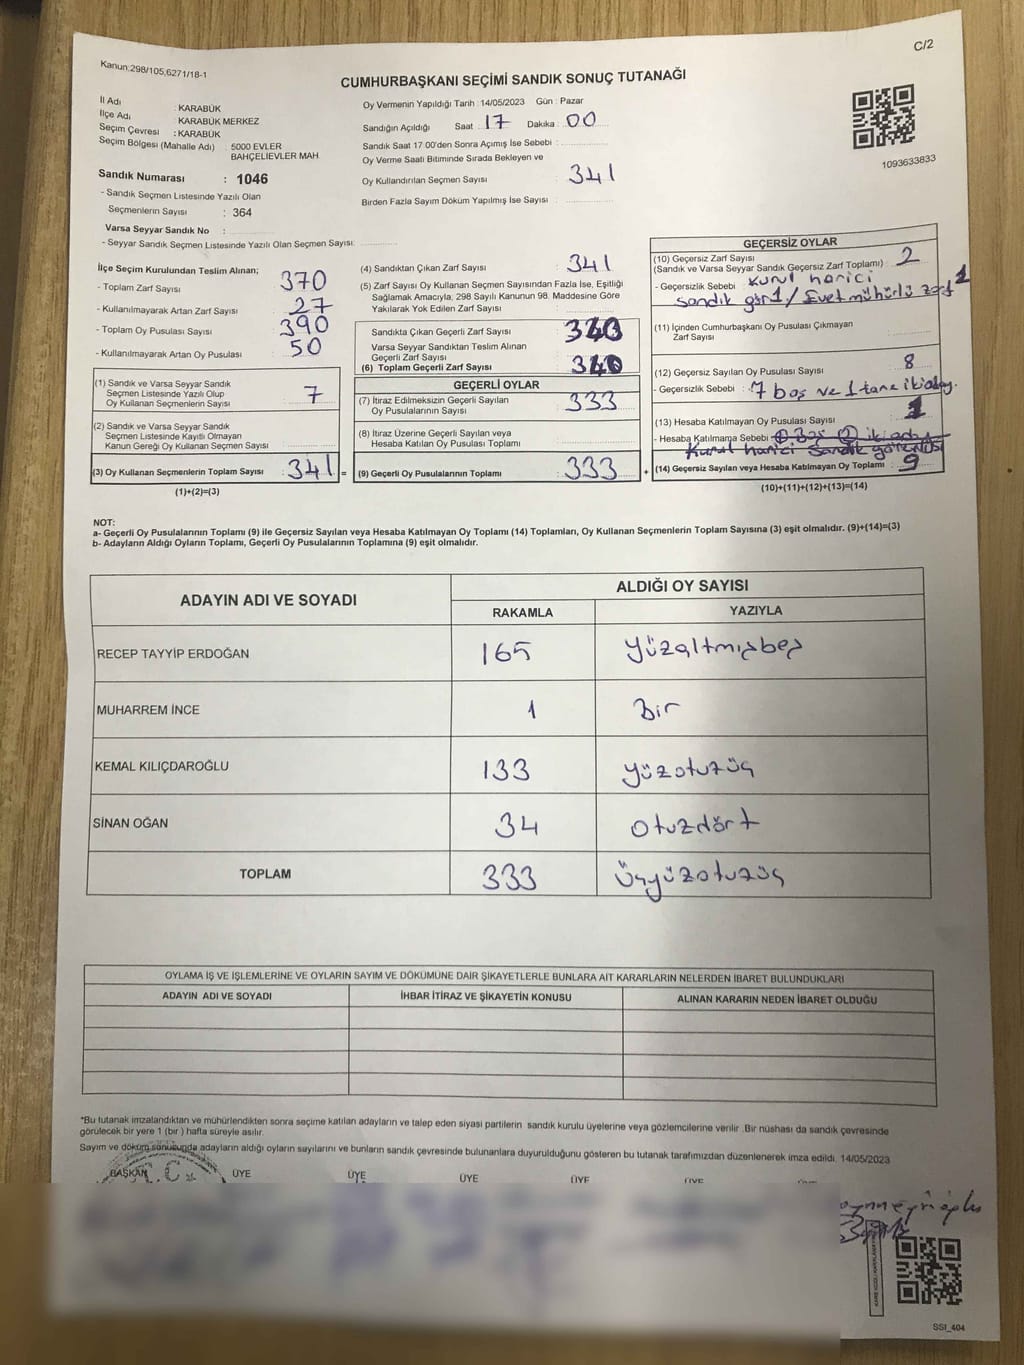 Kanun:298/105,6271/18-1
C/2
CUMHURBAŞKANI SEÇİMİ SANDIK SONUÇ TUTANAĞI
İl Adı : KARABÜK
İlçe Adı : KARABÜK MERKEZ
Seçim Çevresi : KARABÜK
Seçim Bölgesi (Mahalle Adı) : 5000 EVLER
BAHÇELİEVLER MAH
Sandık Numarası : 1046
- Sandık Seçmen Listesinde Yazılı Olan
Seçmenlerin Sayısı : 364
Varsa Seyyar Sandık No :
- Seyyar Sandık Seçmen Listesinde Yazılı Olan Seçmen Sayısı:
Oy Vermenin Yapıldığı Tarih : 14/05/2023 Gün : Pazar
Sandığın Açıldığı Saat : 17 Dakika : 00
Sandık Saat 17.00'den Sonra Açımış İse Sebebi :
Oy Verme Saati Bitiminde Sırada Bekleyen ve
Oy Kullandırılan Seçmen Sayısı : 341
Birden Fazla Sayım Döküm Yapılmış İse Sayısı :
1093633833
İlçe Seçim Kurulundan Teslim Alınan;
- Toplam Zarf Sayısı : 370
- Kullanılmayarak Artan Zarf Sayısı : 27
- Toplam Oy Pusulası Sayısı : 390
- Kullanılmayarak Artan Oy Pusulası : 50
(1) Sandık ve Varsa Seyyar Sandık
Seçmen Listesinde Yazılı Olup
Oy Kullanan Seçmenlerin Sayısı : 7
(2) Sandık ve Varsa Seyyar Sandık
Seçmen Listesinde Kayıtlı Olmayan
Kanun Gereği Oy Kullanan Seçmen Sayısı :
(3) Oy Kullanan Seçmenlerin Toplam Sayısı : 341 =
(1)+(2)=(3)
(4) Sandıktan Çıkan Zarf Sayısı : 341
(5) Zarf Sayısı Oy Kullanan Seçmen Sayısından Fazla İse, Eşitliği
Sağlamak Amacıyla, 298 Sayılı Kanunun 98. Maddesine Göre
Yakılarak Yok Edilen Zarf Sayısı :
Sandıkta Çıkan Geçerli Zarf Sayısı : 340
Varsa Seyyar Sandıktan Teslim Alınan
Geçerli Zarf Sayısı :
(6) Toplam Geçerli Zarf Sayısı : 340
GEÇERLİ OYLAR
(7) İtiraz Edilmeksizin Geçerli Sayılan
Oy Pusulalarının Sayısı : 333
(8) İtiraz Üzerine Geçerli Sayılan veya
Hesaba Katılan Oy Pusulası Toplamı :
(9) Geçerli Oy Pusulalarının Toplamı : 333 +
GEÇERSİZ OYLAR
(10) Geçersiz Zarf Sayısı
(Sandık ve Varsa Seyyar Sandık Geçersiz Zarf Toplamı) : 2
- Geçersizlik Sebebi : Kurul harici
sandık gör 1 / Evet mühürlü zarf 1
(11) İçinden Cumhurbaşkanı Oy Pusulası Çıkmayan
Zarf Sayısı :
(12) Geçersiz Sayılan Oy Pusulası Sayısı : 8
- Geçersizlik Sebebi : 7 boş ve 1 tane iki aday.
(13) Hesaba Katılmayan Oy Pusulası Sayısı : 1
- Hesaba Katılmama Sebebi :
Kurul harici sandık görevlisi
(14) Geçersiz Sayılan veya Hesaba Katılmayan Oy Toplamı : 9
(10)+(11)+(12)+(13)=(14)
NOT:
a- Geçerli Oy Pusulalarının Toplamı (9) ile Geçersiz Sayılan veya Hesaba Katılmayan Oy Toplamı (14) Toplamları, Oy Kullanan Seçmenlerin Toplam Sayısına (3) eşit olmalıdır. (9)+(14)=(3)
b- Adayların Aldığı Oyların Toplamı, Geçerli Oy Pusulalarının Toplamına (9) eşit olmalıdır.
ADAYIN ADI VE SOYADI
ALDIĞI OY SAYISI
RAKAMLA YAZIYLA
RECEP TAYYİP ERDOĞAN 165 yüzaltmışbeş
MUHARREM İNCE 1 Bir
KEMAL KILIÇDAROĞLU 133 yüzotuzüç
SİNAN OĞAN 34 otuzdört
TOPLAM 333 üçyüzotuzüç
OYLAMA İŞ VE İŞLEMLERİNE VE OYLARIN SAYIM VE DÖKÜMÜNE DAİR ŞİKAYETLERLE BUNLARA AİT KARARLARIN NELERDEN İBARET BULUNDUKLARI
ADAYIN ADI VE SOYADI İHBAR İTİRAZ VE ŞİKAYETİN KONUSU ALINAN KARARIN NEDEN İBARET OLDUĞU
*Bu tutanak imzalandıktan ve mühürlendikten sonra seçime katılan adayların ve talep eden siyasi partilerin sandık kurulu üyelerine veya gözlemcilerine verilir .Bir nüshası da sandık çevresinde
görülecek bir yere 1 (bir ) hafta süreyle asılır.
Sayım ve döküm sonucunda adayların aldığı oyların sayılarını ve bunların sandık çevresinde bulunanlara duyurulduğunu gösteren bu tutanak tarafımızdan düzenlenerek imza edildi. 14/05/2023
BAŞKAN ÜYE ÜYE ÜYE ÜYE ÜYE
SSI_404